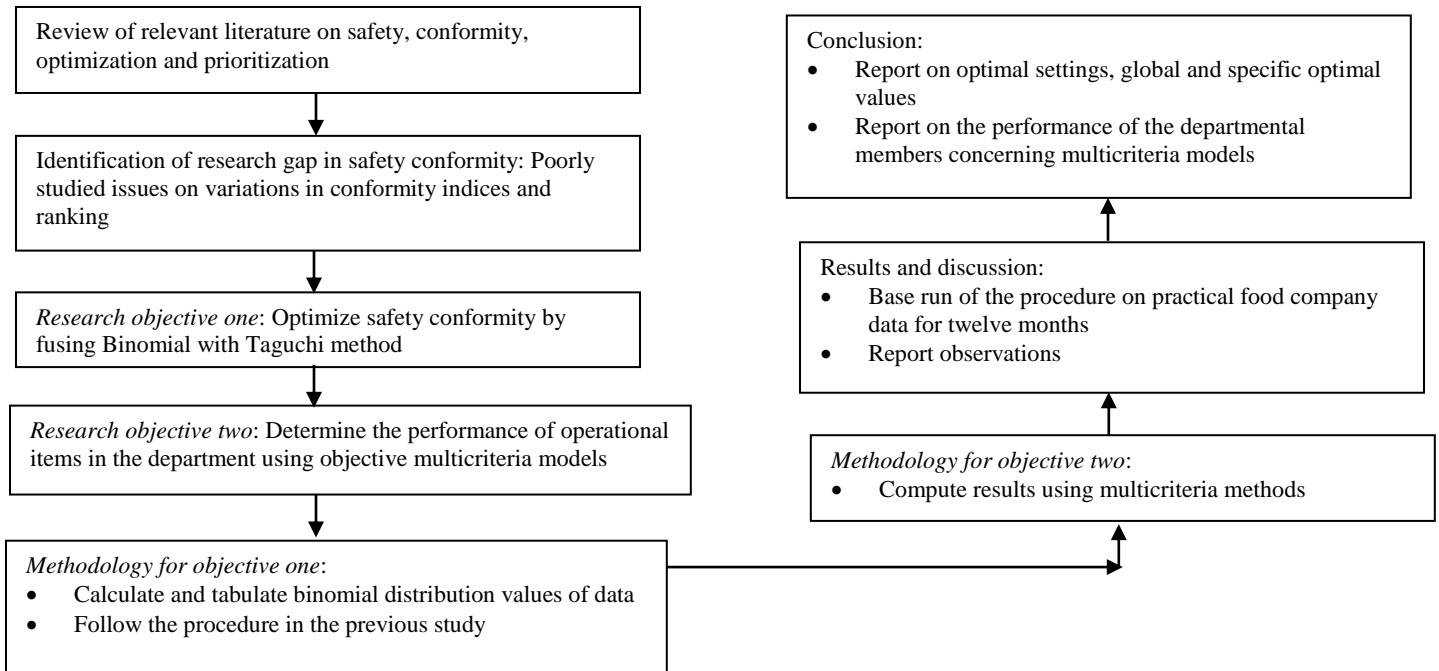 Review of relevant literature on safety, conformity,
optimization and prioritization
Identification of research gap in safety conformity: Poorly
studied issues on variations in conformity indices and
ranking
Research objective one: Optimize safety conformity by
fusing Binomial with Taguchi method
Research objective two: Determine the performance of operational
items in the department using objective multicriteria models
Methodology for objective one:
• Calculate and tabulate binomial distribution values of data
• Follow the procedure in the previous study
Methodology for objective two:
• Compute results using multicriteria methods
Results and discussion:
• Base run of the procedure on practical food company
data for twelve months
• Report observations
Conclusion:
• Report on optimal settings, global and specific optimal
values
• Report on the performance of the departmental
members concerning multicriteria models